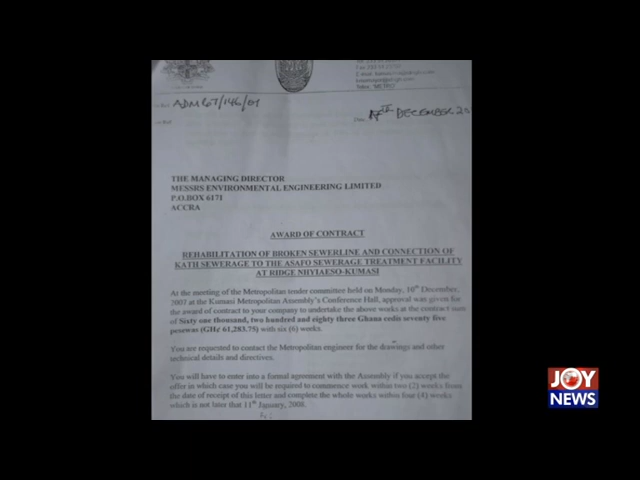 ADM 67/146/01
Date 17TH DECEMBER 20
THE MANAGING DIRECTOR
MESSRS ENVIRONMENTAL ENGINEERING LIMITED
P.O.BOX 6171
ACCRA
AWARD OF CONTRACT
REHABILITATION OF BROKEN SEWERLINE AND CONNECTION OF
KATH SEWERAGE TO THE ASAFO SEWERAGE TREATMENT FACILITY
AT RIDGE NHYIAESO-KUMASI
At the meeting of the Metropolitan tender committee held on Monday, 10th December,
2007 at the Kumasi Metropolitan Assembly's Conference Hall, approval was given for
the award of contract to your company to undertake the above works at the contract sum
of Sixty one thousand, two hundred and eighty three Ghana cedis seventy five
pesewas (GH¢ 61,283.75) with six (6) weeks.
You are requested to contact the Metropolitan engineer for the drawings and other
technical details and directives.
You will have to enter into a formal agreement with the Assembly if you accept the
offer in which case you will be required to commence work within two (2) weeks from
the date of receipt of this letter and complete the whole works within four (4) weeks
which is not later that 11th January, 2008.
JOY
NEWS